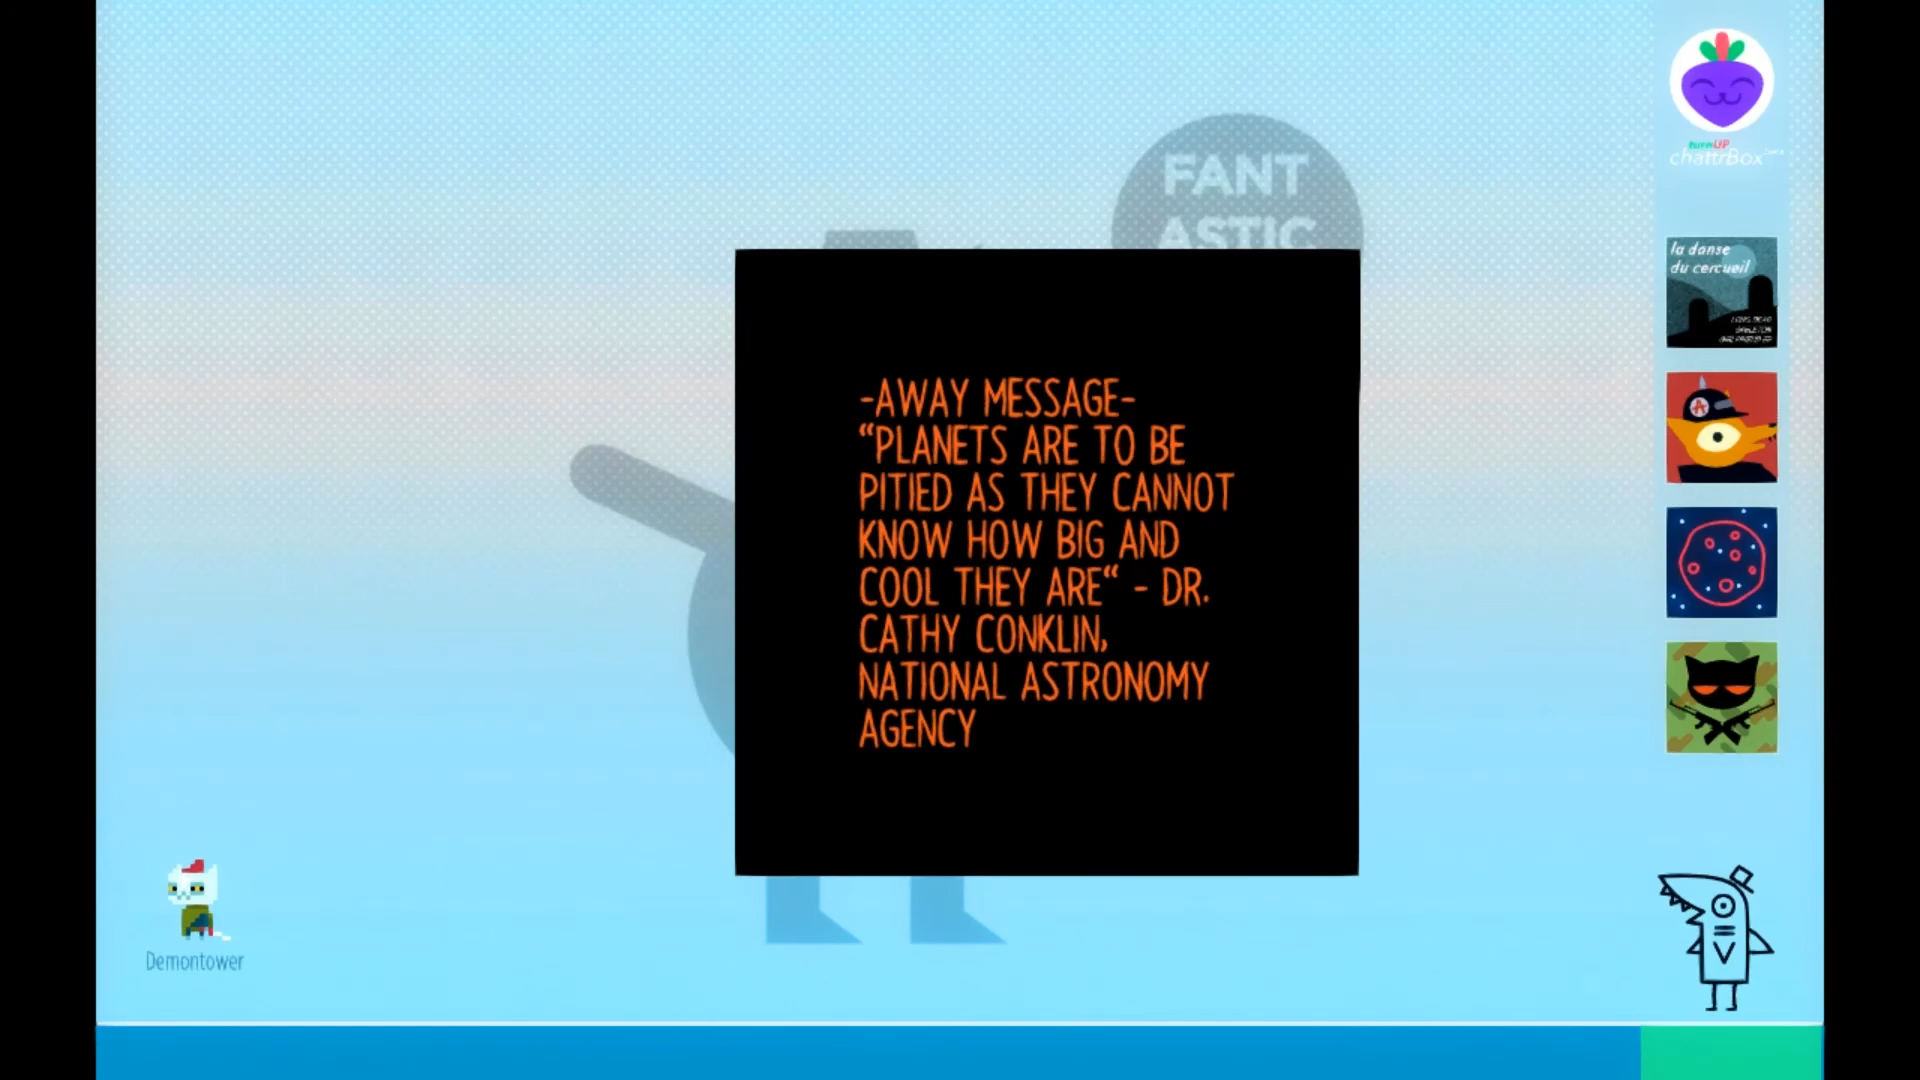 FANT
ASTIC
turnUP
chattrBox
la danse
du cercueil
-AWAY MESSAGE-
“PLANETS ARE TO BE
PITIED AS THEY CANNOT
KNOW HOW BIG AND
COOL THEY ARE“ - DR.
CATHY CONKLIN,
NATIONAL ASTRONOMY
AGENCY
A
Demontower